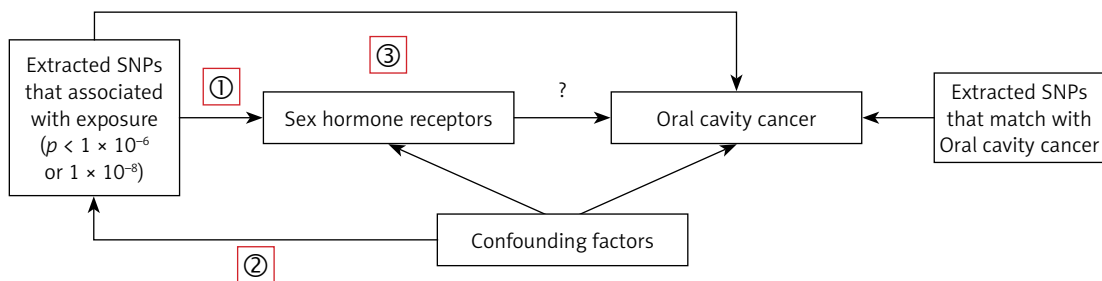 Extracted SNPs
that associated
with exposure
(p < 1 × 10⁻⁶
or 1 × 10⁻⁸)
①
③
Sex hormone receptors
?
Oral cavity cancer
Extracted SNPs
that match with
Oral cavity cancer
Confounding factors
②